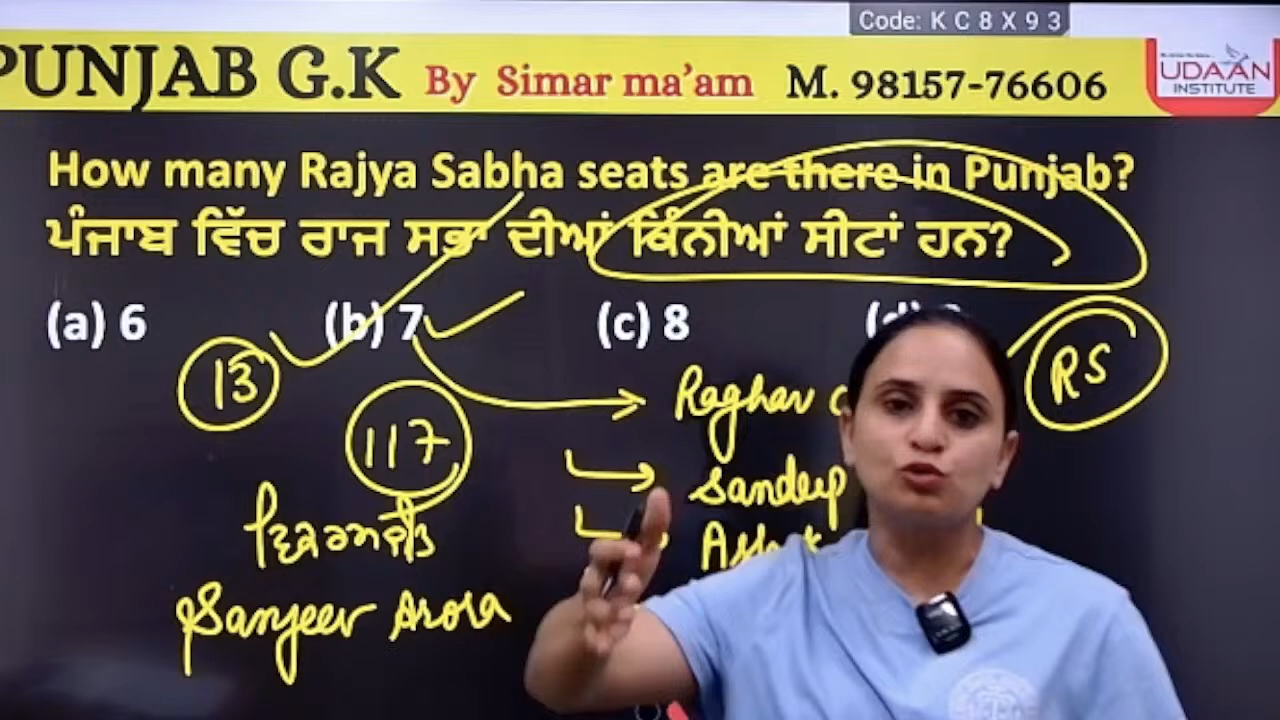 Code: K C 8 X 9 3
PUNJAB G.K By Simar ma'am M. 98157-76606
UDAAN
INSTITUTE
How many Rajya Sabha seats are there in Punjab?
ਪੰਜਾਬ ਵਿੱਚ ਰਾਜ ਸਭਾ ਦੀਆਂ ਕਿੰਨੀਆਂ ਸੀਟਾਂ ਹਨ?
(a) 6 (b) 7 (c) 8
13
117
Raghav
RS
Sandeep
ਵਿਕਰਮਜੀਤ
Sanjeev Arora